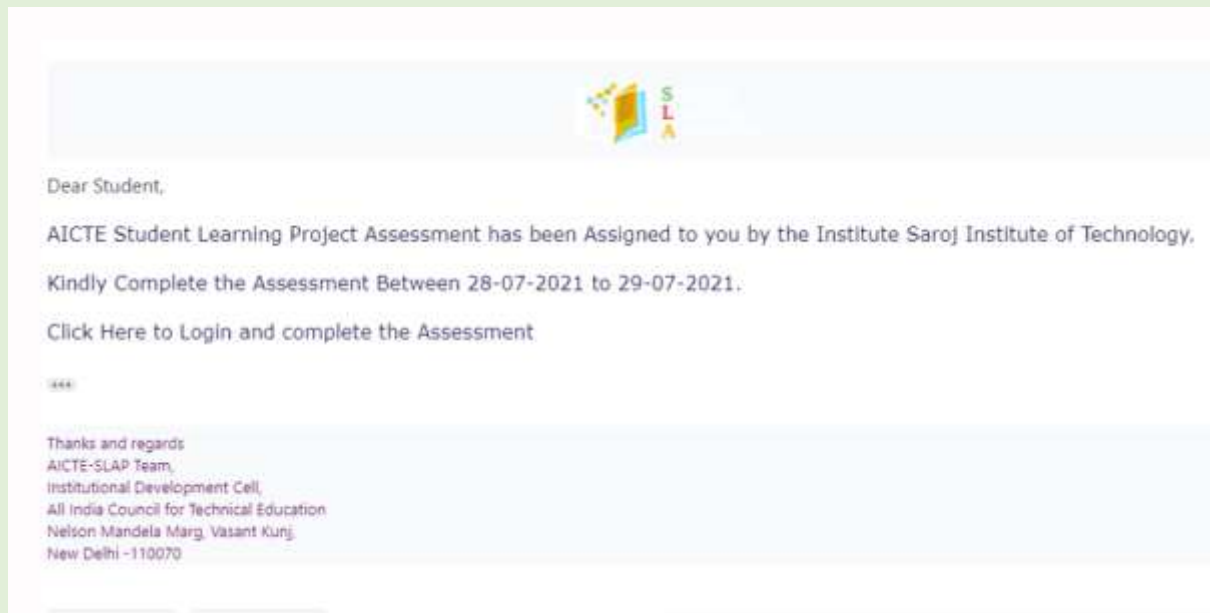 S
L
A
Dear Student,
AICTE Student Learning Project Assessment has been Assigned to you by the Institute Saroj Institute of Technology.
Kindly Complete the Assessment Between 28-07-2021 to 29-07-2021.
Click Here to Login and complete the Assessment
•••
Thanks and regards
AICTE-SLAP Team,
Institutional Development Cell,
All India Council for Technical Education
Nelson Mandela Marg, Vasant Kunj,
New Delhi -110070